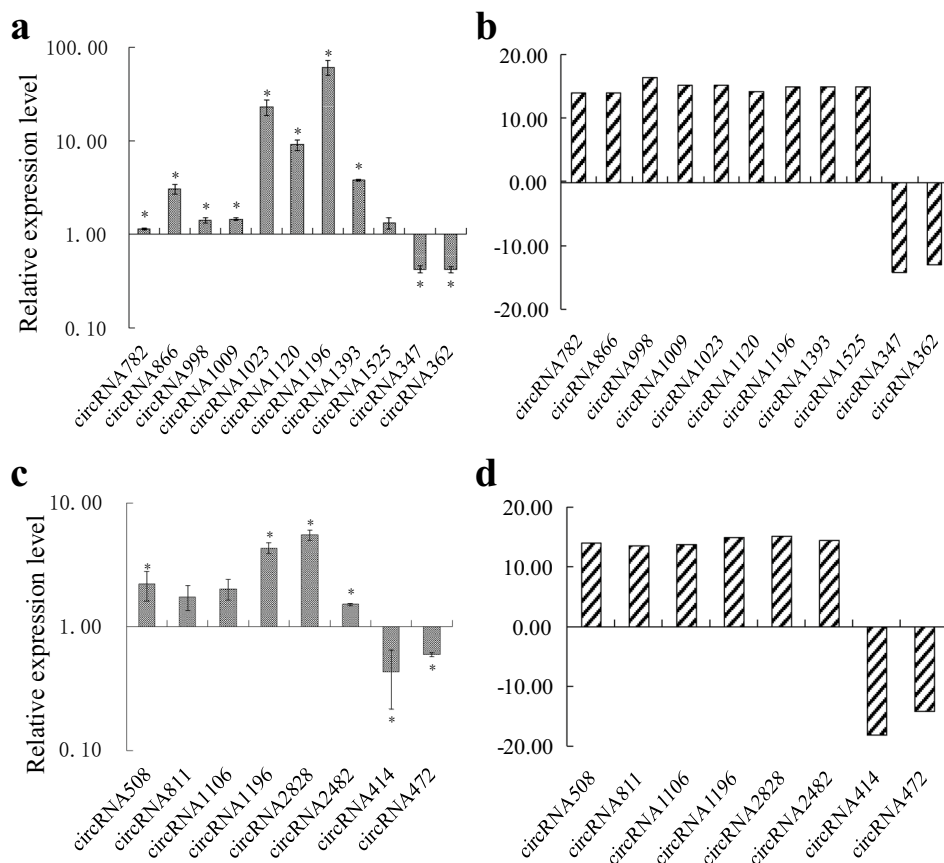 a
Relative expression level
100.00
10.00
1.00
0.10
* * * * * * * * * *
circRNA782
circRNA866
circRNA998
circRNA1009
circRNA1023
circRNA1120
circRNA1196
circRNA1393
circRNA1525
circRNA347
circRNA362
b
20.00
10.00
0.00
-10.00
-20.00
circRNA782
circRNA866
circRNA998
circRNA1009
circRNA1023
circRNA1120
circRNA1196
circRNA1393
circRNA1525
circRNA347
circRNA362
c
Relative expression level
10.00
1.00
0.10
* * * * * *
circRNA508
circRNA811
circRNA1106
circRNA1196
circRNA2828
circRNA2482
circRNA414
circRNA472
d
20.00
10.00
0.00
-10.00
-20.00
circRNA508
circRNA811
circRNA1106
circRNA1196
circRNA2828
circRNA2482
circRNA414
circRNA472